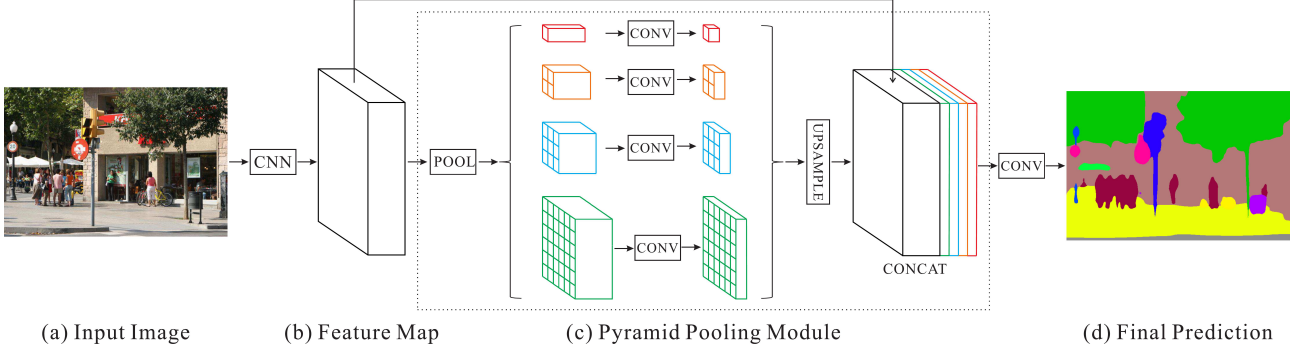 CNN
POOL
CONV
CONV
CONV
CONV
UPSAMPLE
CONCAT
CONV
(a) Input Image
(b) Feature Map
(c) Pyramid Pooling Module
(d) Final Prediction